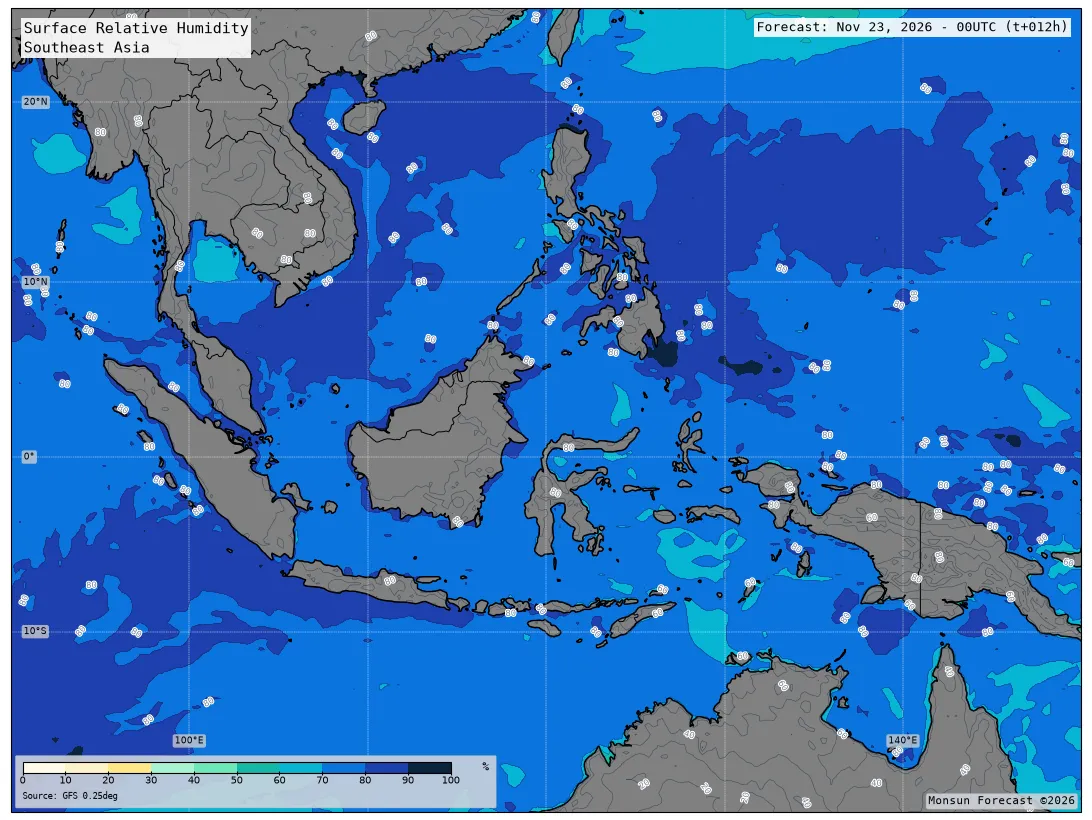 Surface Relative Humidity
Southeast Asia
Forecast: Nov 23, 2026 - 00UTC (t+012h)
20°N
10°N
0°
10°S
100°E
140°E
%
0 10 20 30 40 50 60 70 80 90 100
Source: GFS 0.25deg
Monsun Forecast ©2026